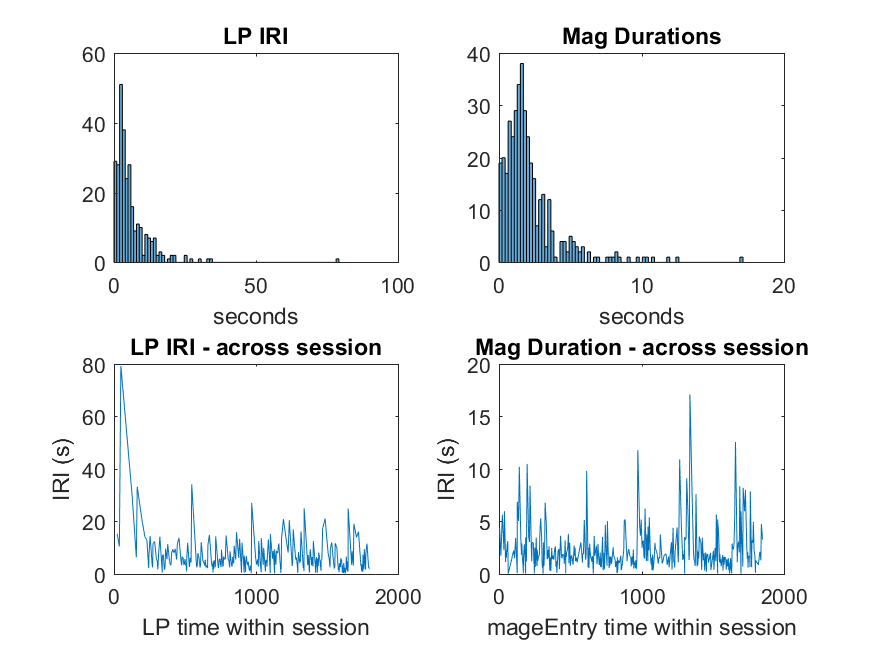 LP IRI
60
40
20
0
0 50 100
seconds
Mag Durations
40
30
20
10
0
0 10 20
seconds
LP IRI - across session
80
60
40
20
0
IRI (s)
0 1000 2000
LP time within session
Mag Duration - across session
20
15
10
5
0
IRI (s)
0 1000 2000
mageEntry time within session